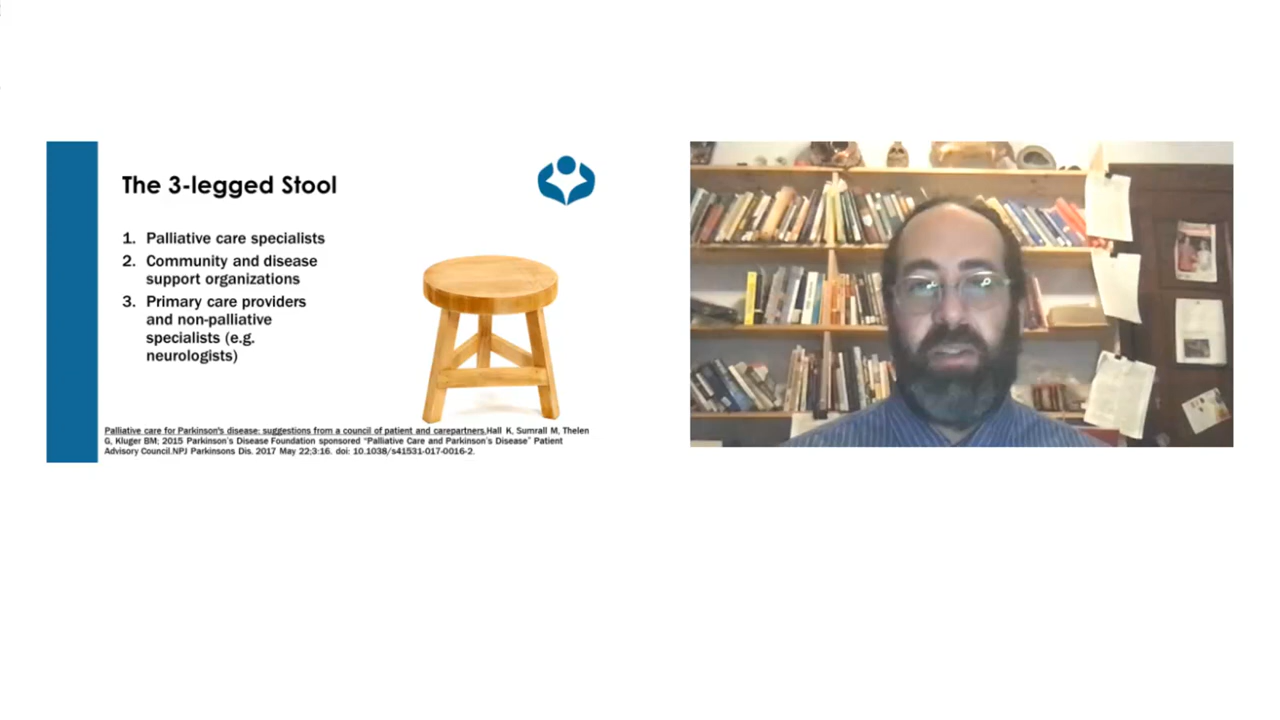 The 3-legged Stool
1. Palliative care specialists
2. Community and disease
support organizations
3. Primary care providers
and non-palliative
specialists (e.g.
neurologists)
Palliative care for Parkinson's disease: suggestions from a council of patient and carepartners.Hall K, Sumrall M, Thelen
G, Kluger BM; 2015 Parkinson's Disease Foundation sponsored "Palliative Care and Parkinson's Disease" Patient
Advisory Council.NPJ Parkinsons Dis. 2017 May 22;3:16. doi: 10.1038/s41531-017-0016-2.